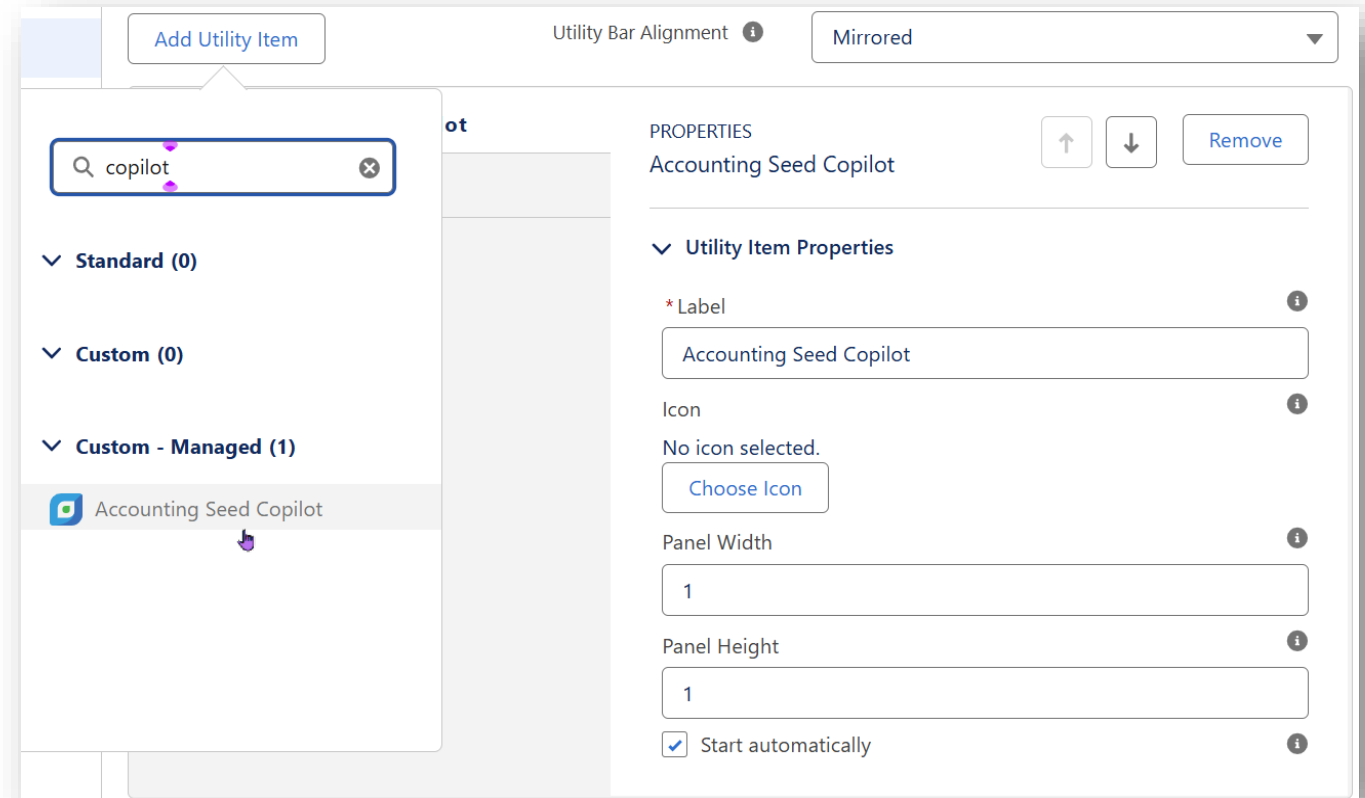 Add Utility Item
Utility Bar Alignment
Mirrored
copilot
Standard (0)
Custom (0)
Custom - Managed (1)
Accounting Seed Copilot
ot
PROPERTIES
Accounting Seed Copilot
Remove
Utility Item Properties
*Label
Accounting Seed Copilot
Icon
No icon selected.
Choose Icon
Panel Width
1
Panel Height
1
Start automatically